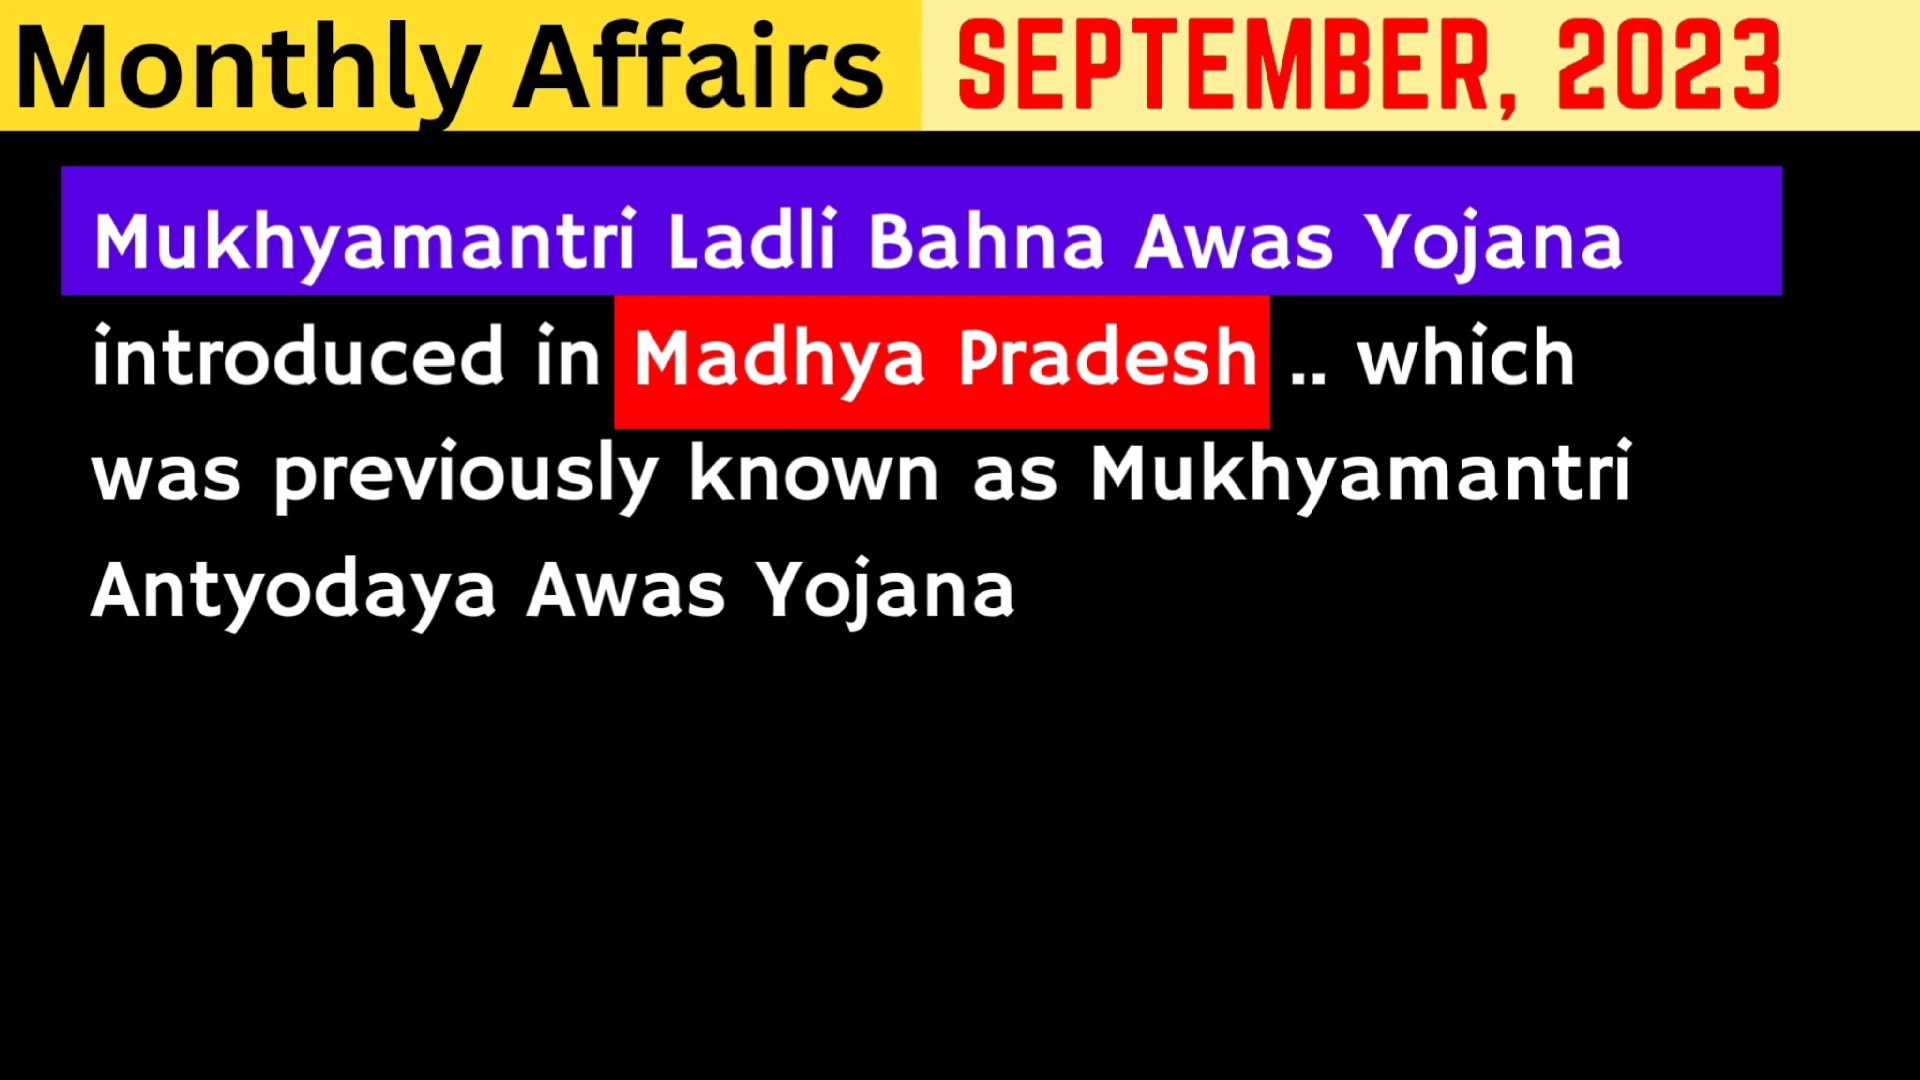 Monthly Affairs SEPTEMBER, 2023
Mukhyamantri Ladli Bahna Awas Yojana
introduced in Madhya Pradesh .. which
was previously known as Mukhyamantri
Antyodaya Awas Yojana